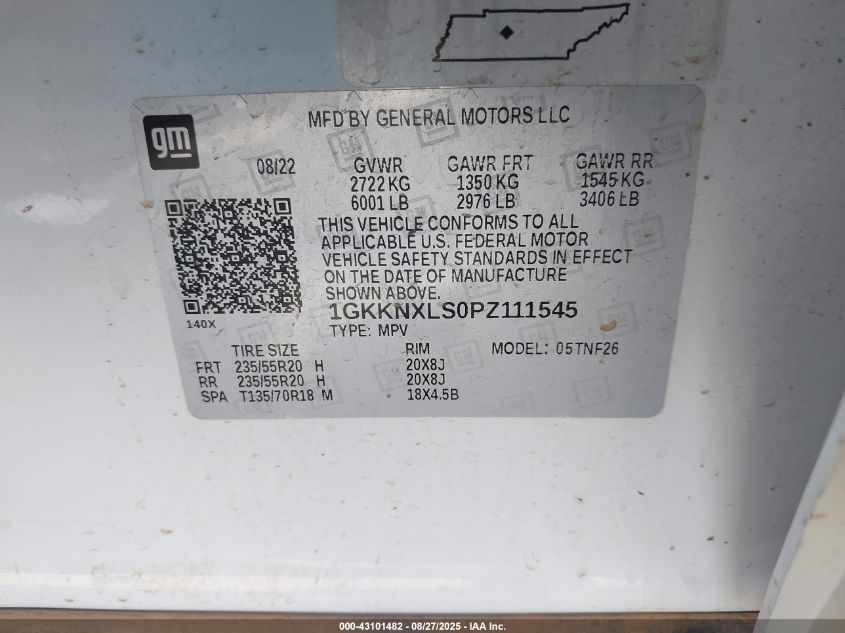 gm
MFD BY GENERAL MOTORS LLC
08/22 GVWR GAWR FRT GAWR RR
2722 KG 1350 KG 1545 KG
6001 LB 2976 LB 3406 LB
THIS VEHICLE CONFORMS TO ALL
APPLICABLE U.S. FEDERAL MOTOR
VEHICLE SAFETY STANDARDS IN EFFECT
ON THE DATE OF MANUFACTURE
SHOWN ABOVE.
1GKKNXLS0PZ111545
140X
TYPE: MPV
TIRE SIZE RIM MODEL: 05TNF26
FRT 235/55R20 H 20X8J
RR 235/55R20 H 20X8J
SPA T135/70R18 M 18X4.5B
000-43101482 - 08/27/2025 - IAA Inc.